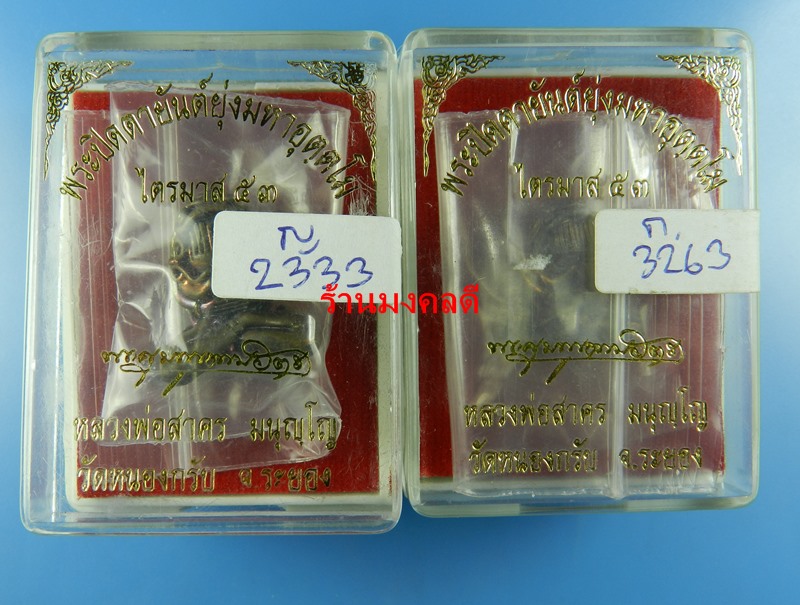 พระปิดตายันต์ยุ่งมหาอุตฺตโม
ไตรมาส ๕๓
ณ
2333
หลวงพ่อสาคร มนุญฺโญ
วัดหนองกรับ จ.ระยอง
พระปิดตายันต์ยุ่งมหาอุตฺตโม
ไตรมาส ๕๓
ก.
3263
หลวงพ่อสาคร มนุญฺโญ
วัดหนองกรับ จ.ระยอง
ร้านมงคลดี